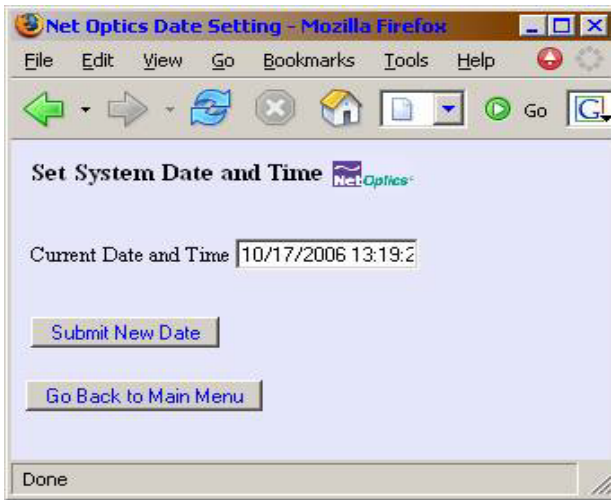 Net Optics Date Setting - Mozilla Firefox
File Edit View Go Bookmarks Tools Help
Go G
Set System Date and Time Net Optics
Current Date and Time 10/17/2006 13:19:2
Submit New Date
Go Back to Main Menu
Done